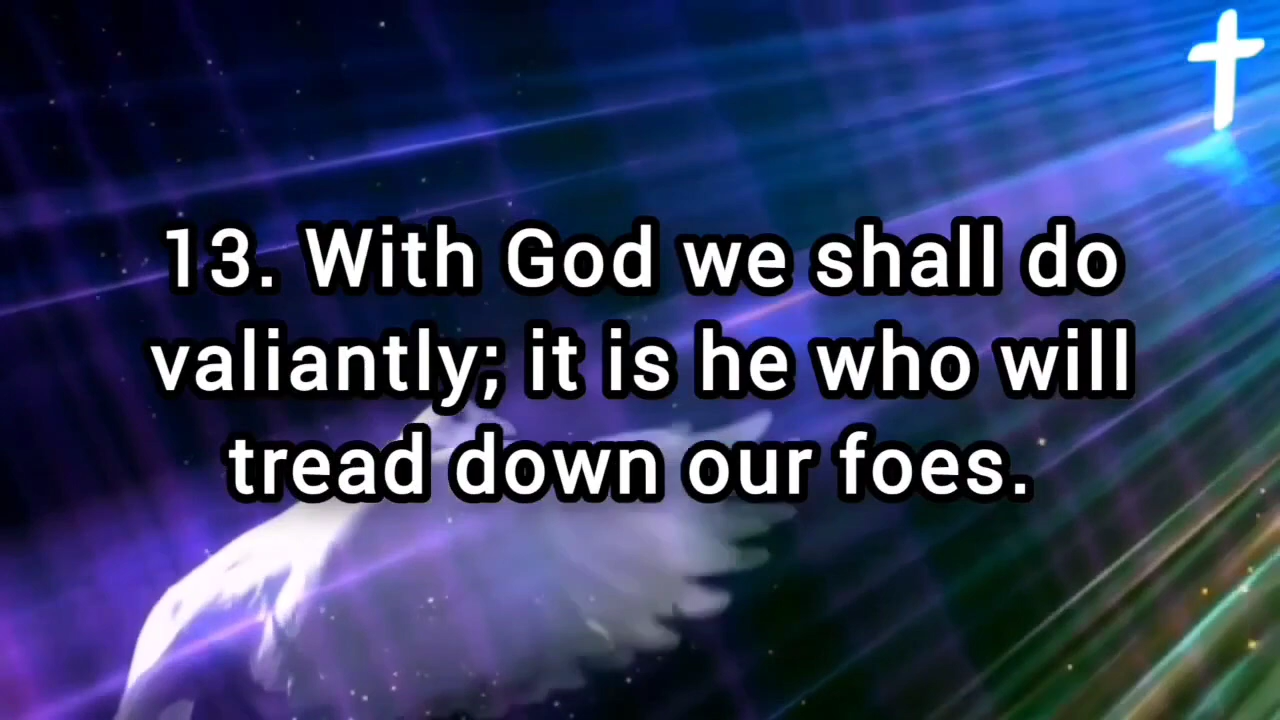 13. With God we shall do
valiantly; it is he who will
tread down our foes.